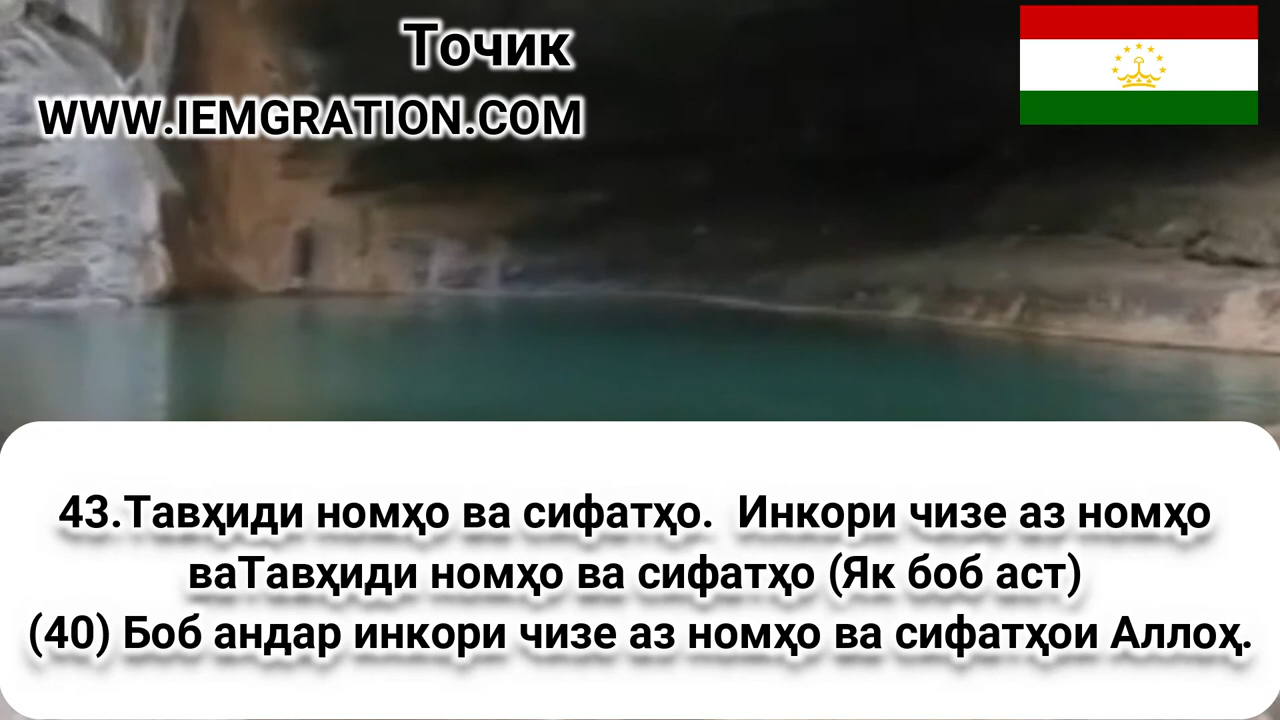 Точик
WWW.IEMGRATION.COM
43.Тавҳиди номҳо ва сифатҳо. Инкори чизе аз номҳо
ваТавҳиди номҳо ва сифатҳо (Як боб аст)
(40) Боб андар инкори чизе аз номҳо ва сифатҳои Аллоҳ.